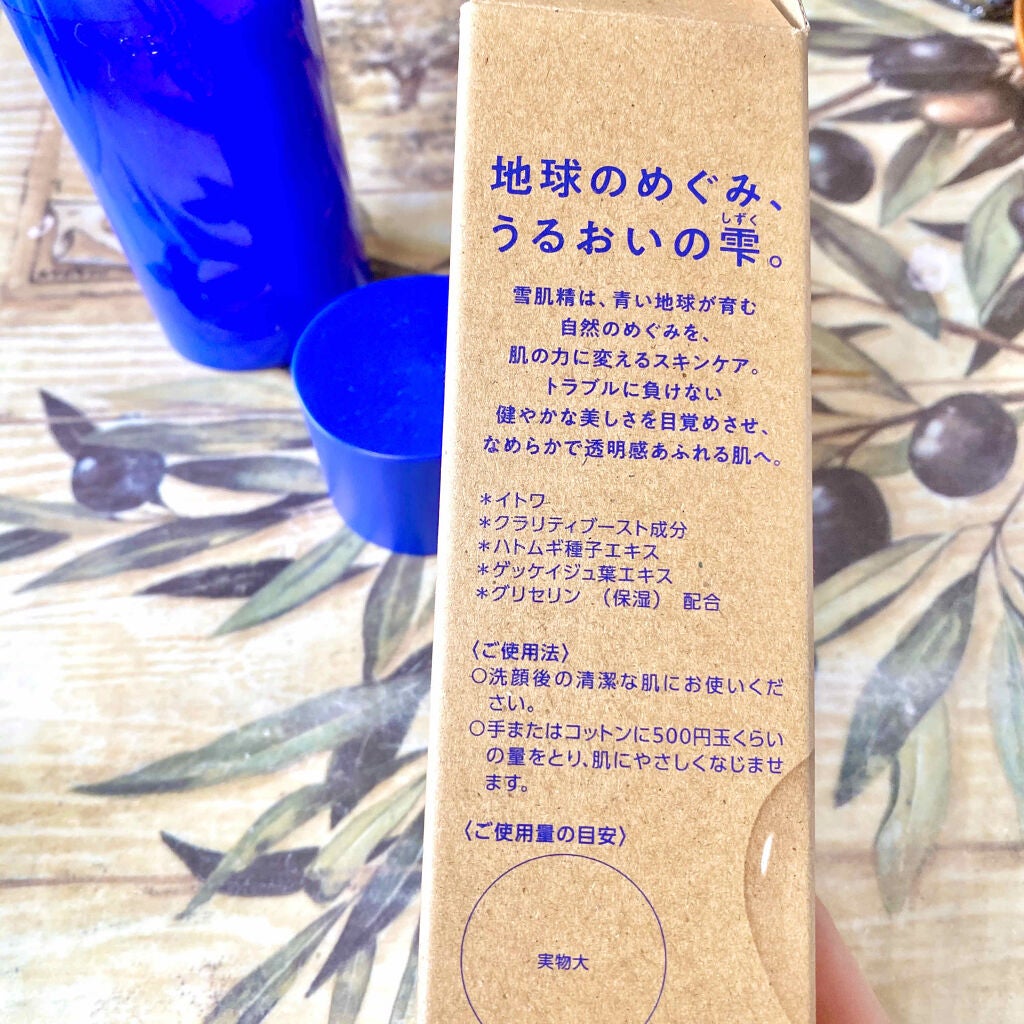 地球のめぐみ、
うるおいの雫。
しずく
雪肌精は、青い地球が育む
自然のめぐみを、
肌の力に変えるスキンケア。
トラブルに負けない
健やかな美しさを目覚めさせ、
なめらかで透明感あふれる肌へ。
＊イトワ
＊クラリティブースト成分
＊ハトムギ種子エキス
＊ゲッケイジュ葉エキス
＊グリセリン （保湿） 配合
〈ご使用法〉
○洗顔後の清潔な肌にお使いくだ
さい。
○手またはコットンに500円玉くらい
の量をとり、肌にやさしくなじませ
ます。
〈ご使用量の目安〉
実物大